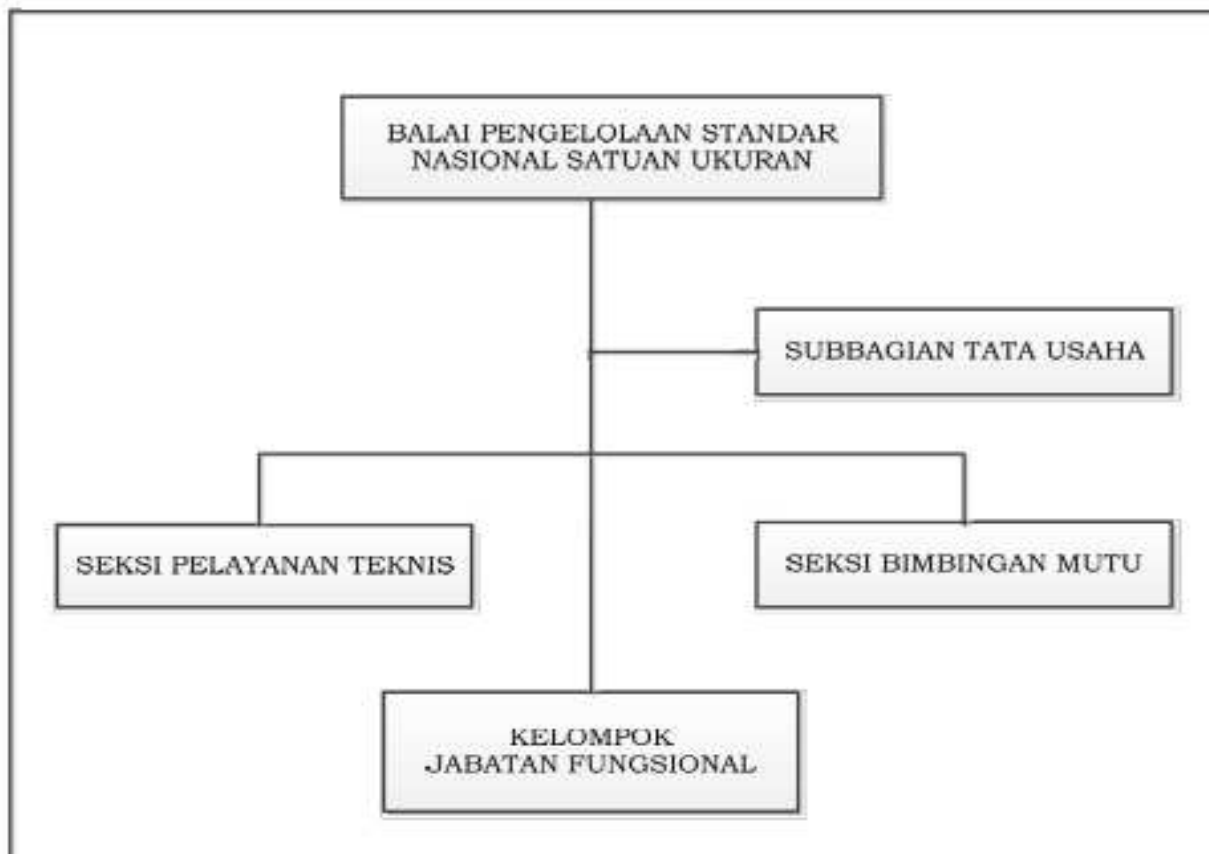 BALAI PENGELOLAAN STANDAR
NASIONAL SATUAN UKURAN
SUBBAGIAN TATA USAHA
SEKSI PELAYANAN TEKNIS
SEKSI BIMBINGAN MUTU
KELOMPOK
JABATAN FUNGSIONAL